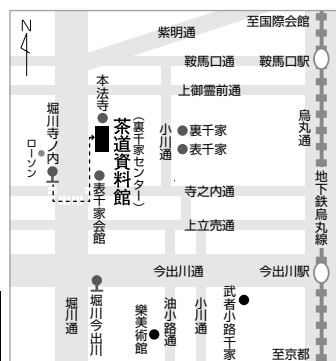 至国際会館
紫明通
N
鞍馬口通
鞍馬口駅
上御霊前通
本法寺
烏丸通
堀川寺ノ内
ローソン
茶道資料館
(裏千家センター)
小川通
裏千家
表千家
寺之内通
表千家会館
上立売通
地下鉄烏丸線
今出川通
今出川駅
堀川通
堀川今出川
樂美術館
油小路通
小川通
武者小路千家
至京都